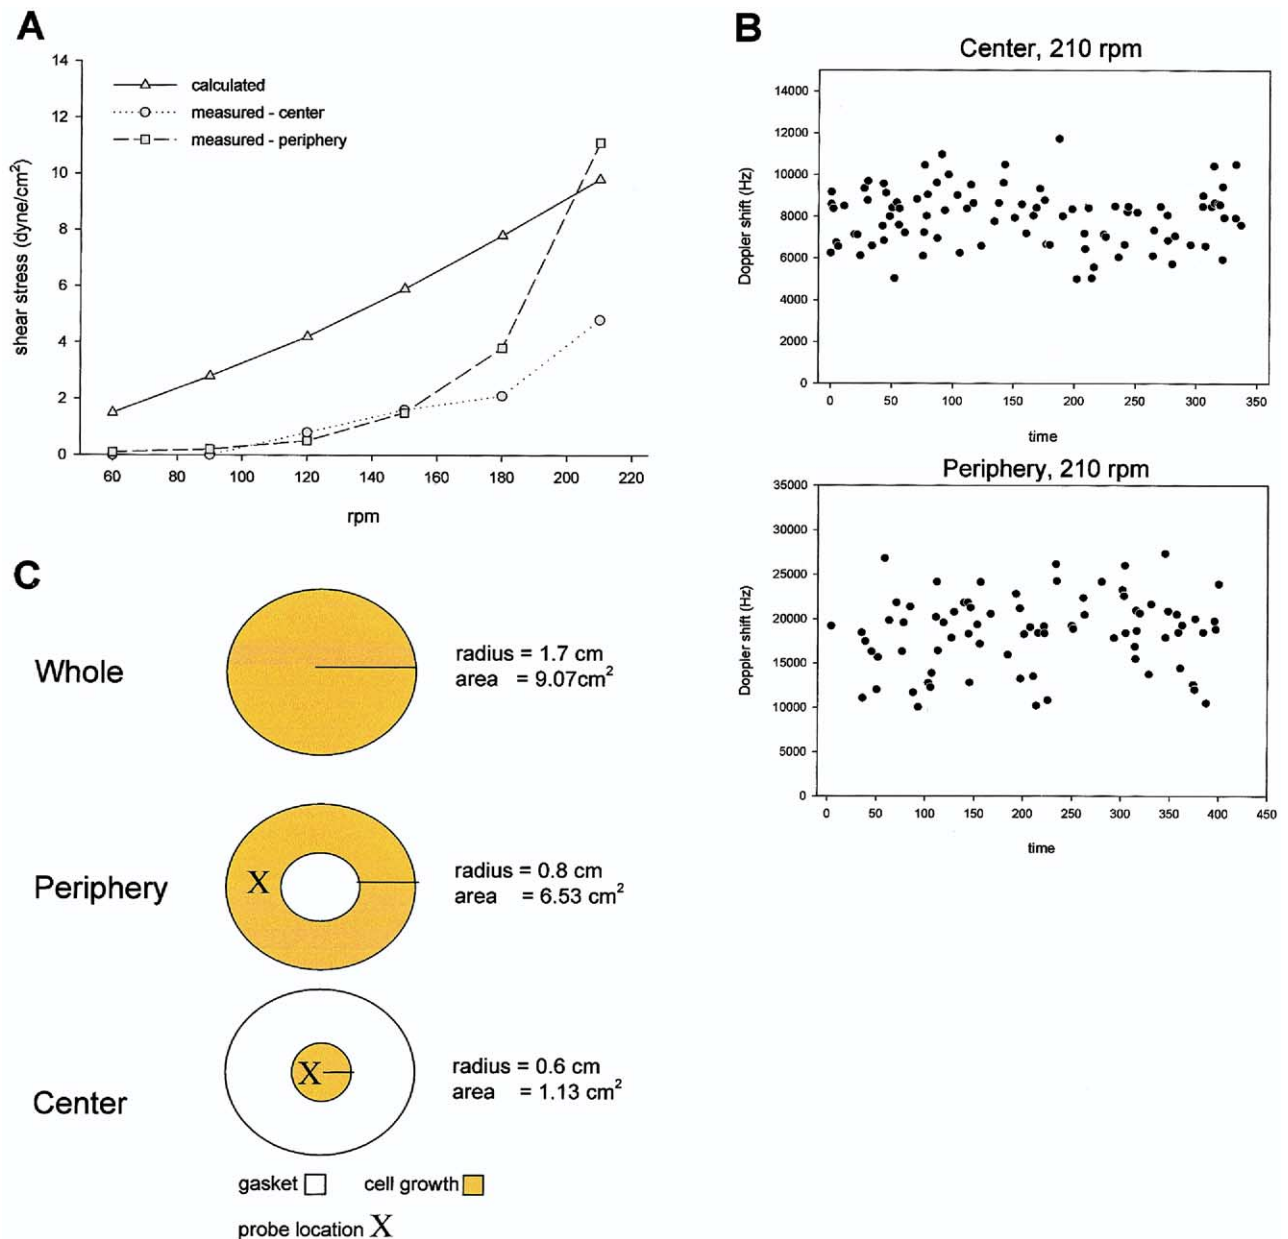 A
14
12
10
8
6
4
2
0
shear stress (dyne/cm²)
calculated
measured - center
measured - periphery
60 80 100 120 140 160 180 200 220
rpm
B
Center, 210 rpm
14000
12000
10000
8000
6000
4000
2000
0
Doppler shift (Hz)
0 50 100 150 200 250 300 350
time
Periphery, 210 rpm
35000
30000
25000
20000
15000
10000
5000
0
Doppler shift (Hz)
0 50 100 150 200 250 300 350 400 450
time
C
Whole
radius = 1.7 cm
area = 9.07cm²
Periphery
X
radius = 0.8 cm
area = 6.53 cm²
Center
X
radius = 0.6 cm
area = 1.13 cm²
gasket cell growth
probe location X